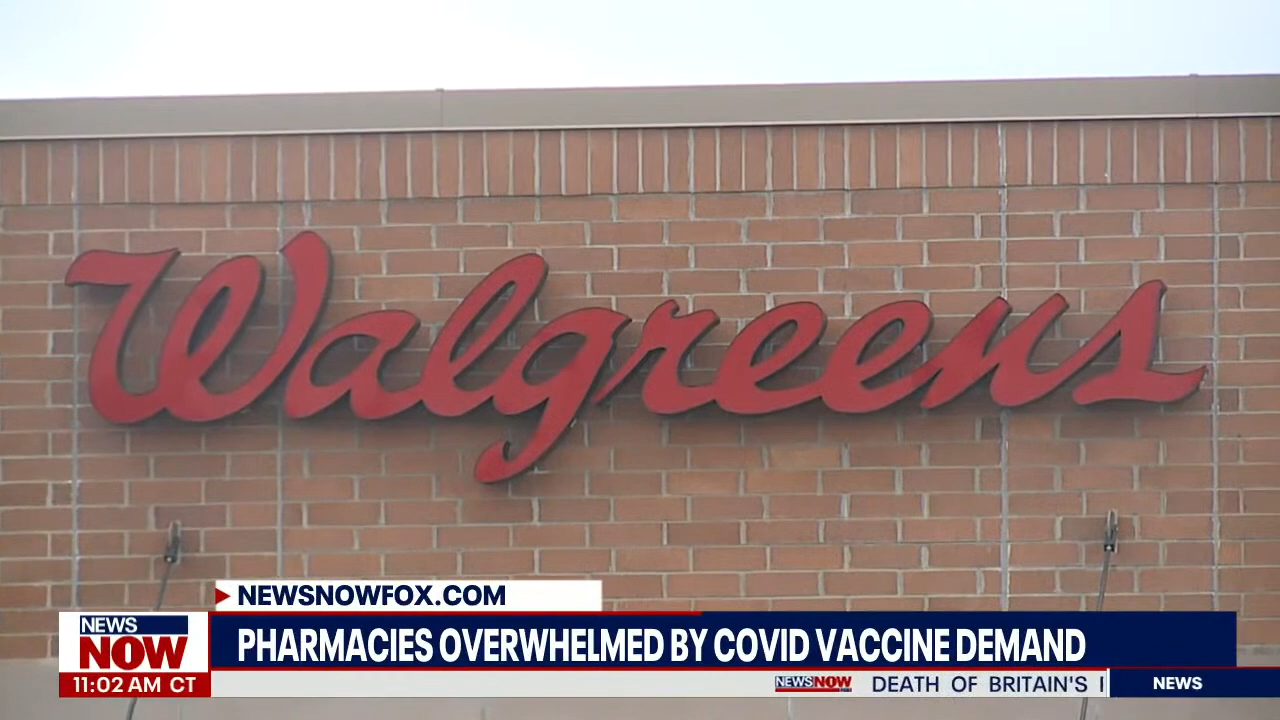 Walgreens
NEWSNOWFOX.COM
NEWS
NOW
PHARMACIES OVERWHELMED BY COVID VACCINE DEMAND
11:02 AM CT
NEWSNOW DEATH OF BRITAIN'S
NEWS